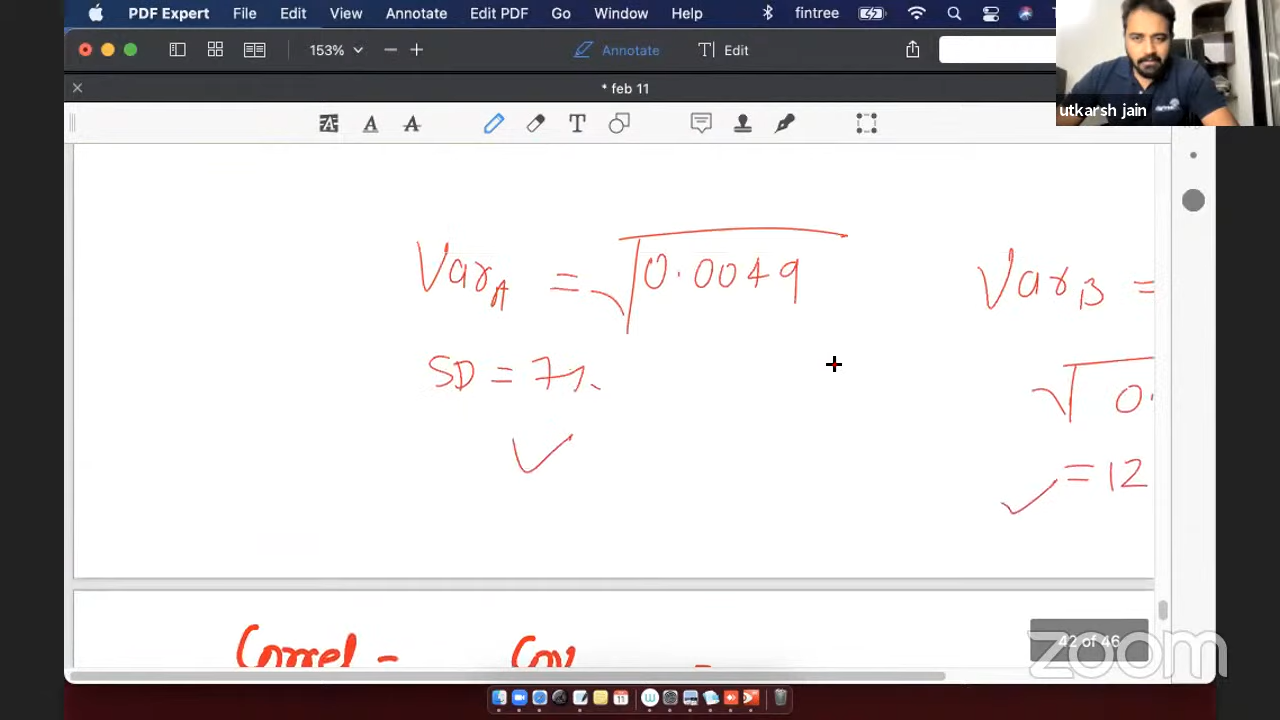 PDF Expert File Edit View Annotate Edit PDF Go Window Help fintree
153% Annotate T| Edit
* feb 11
utkarsh jain
Var_A = √0.0049
SD = 7%
Var_B =
√0.
= 12
Correl = Cov
42 of 46
zoom